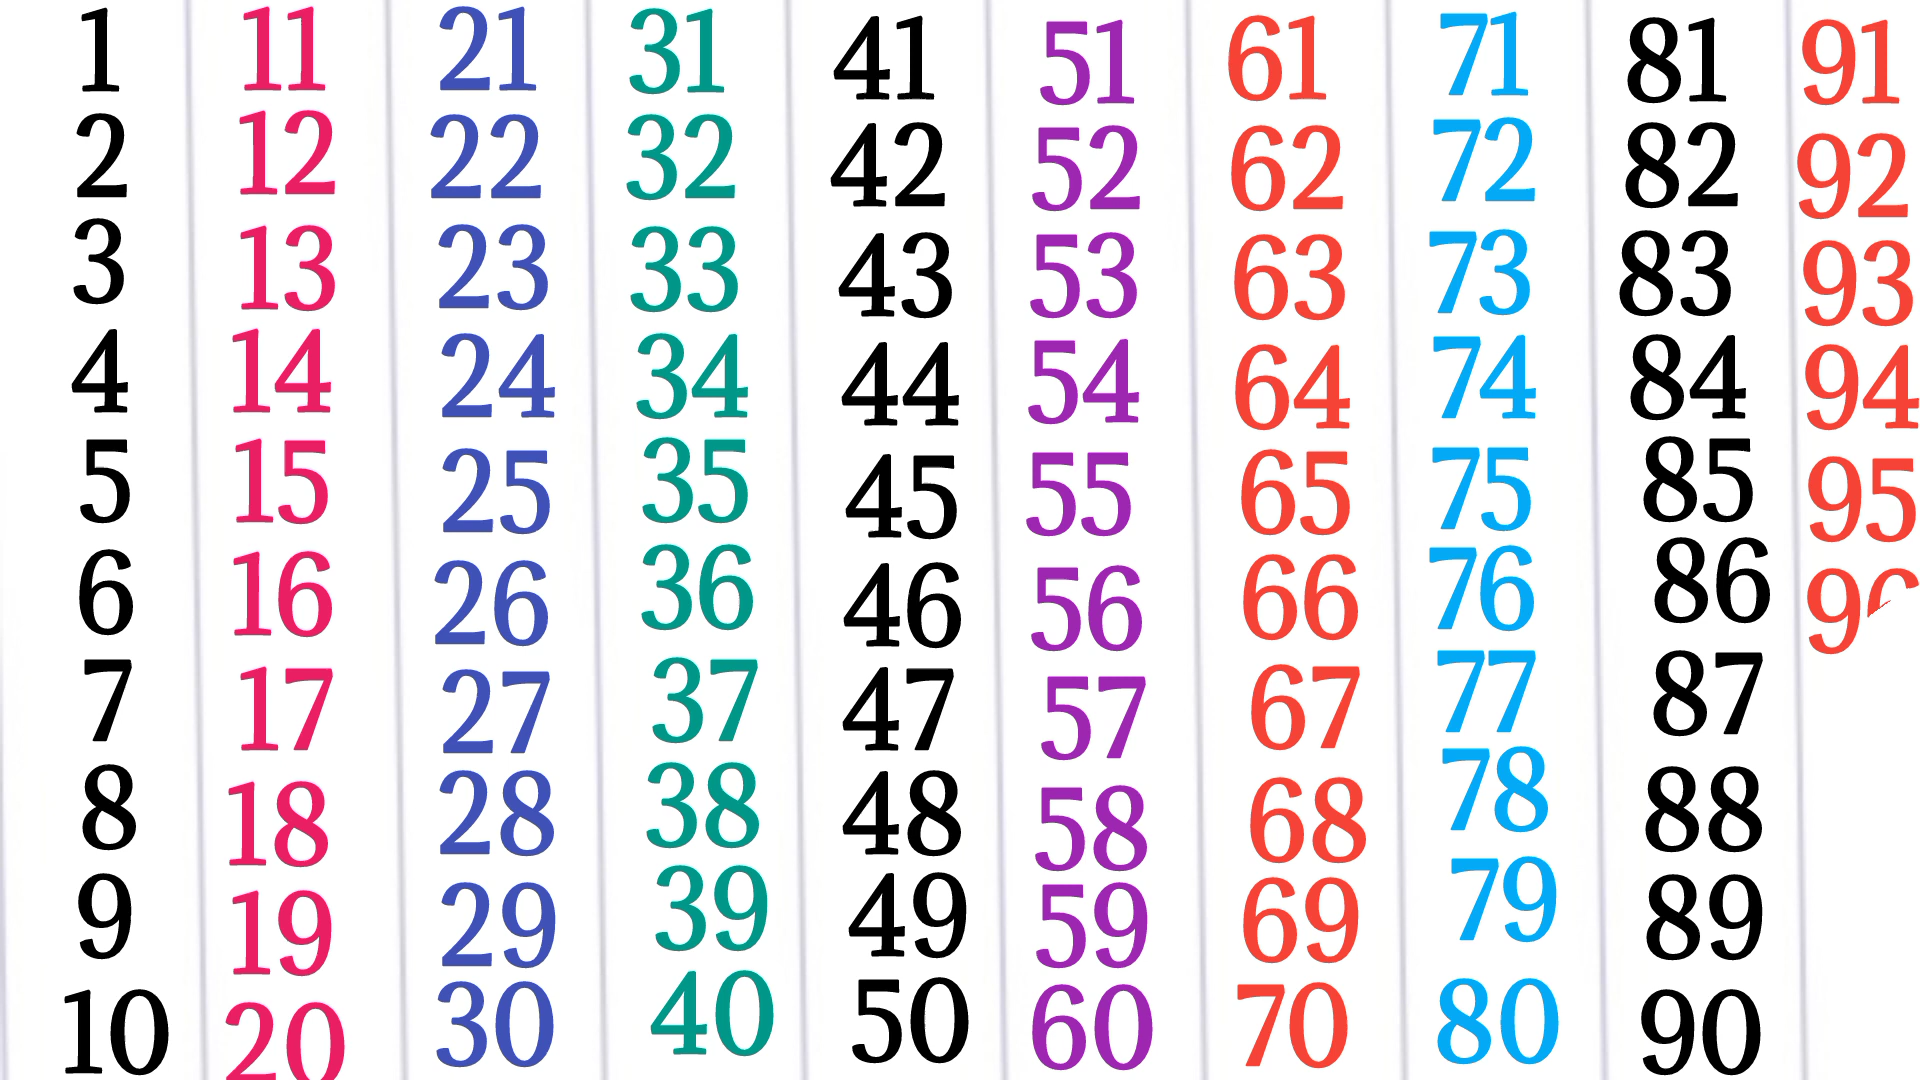 1 11 21 31 41 51 61 71 81 91
2 12 22 32 42 52 62 72 82 92
3 13 23 33 43 53 63 73 83 93
4 14 24 34 44 54 64 74 84 94
5 15 25 35 45 55 65 75 85 95
6 16 26 36 46 56 66 76 86
7 17 27 37 47 57 67 77 87
8 18 28 38 48 58 68 78 88
9 19 29 39 49 59 69 79 89
10 20 30 40 50 60 70 80 90